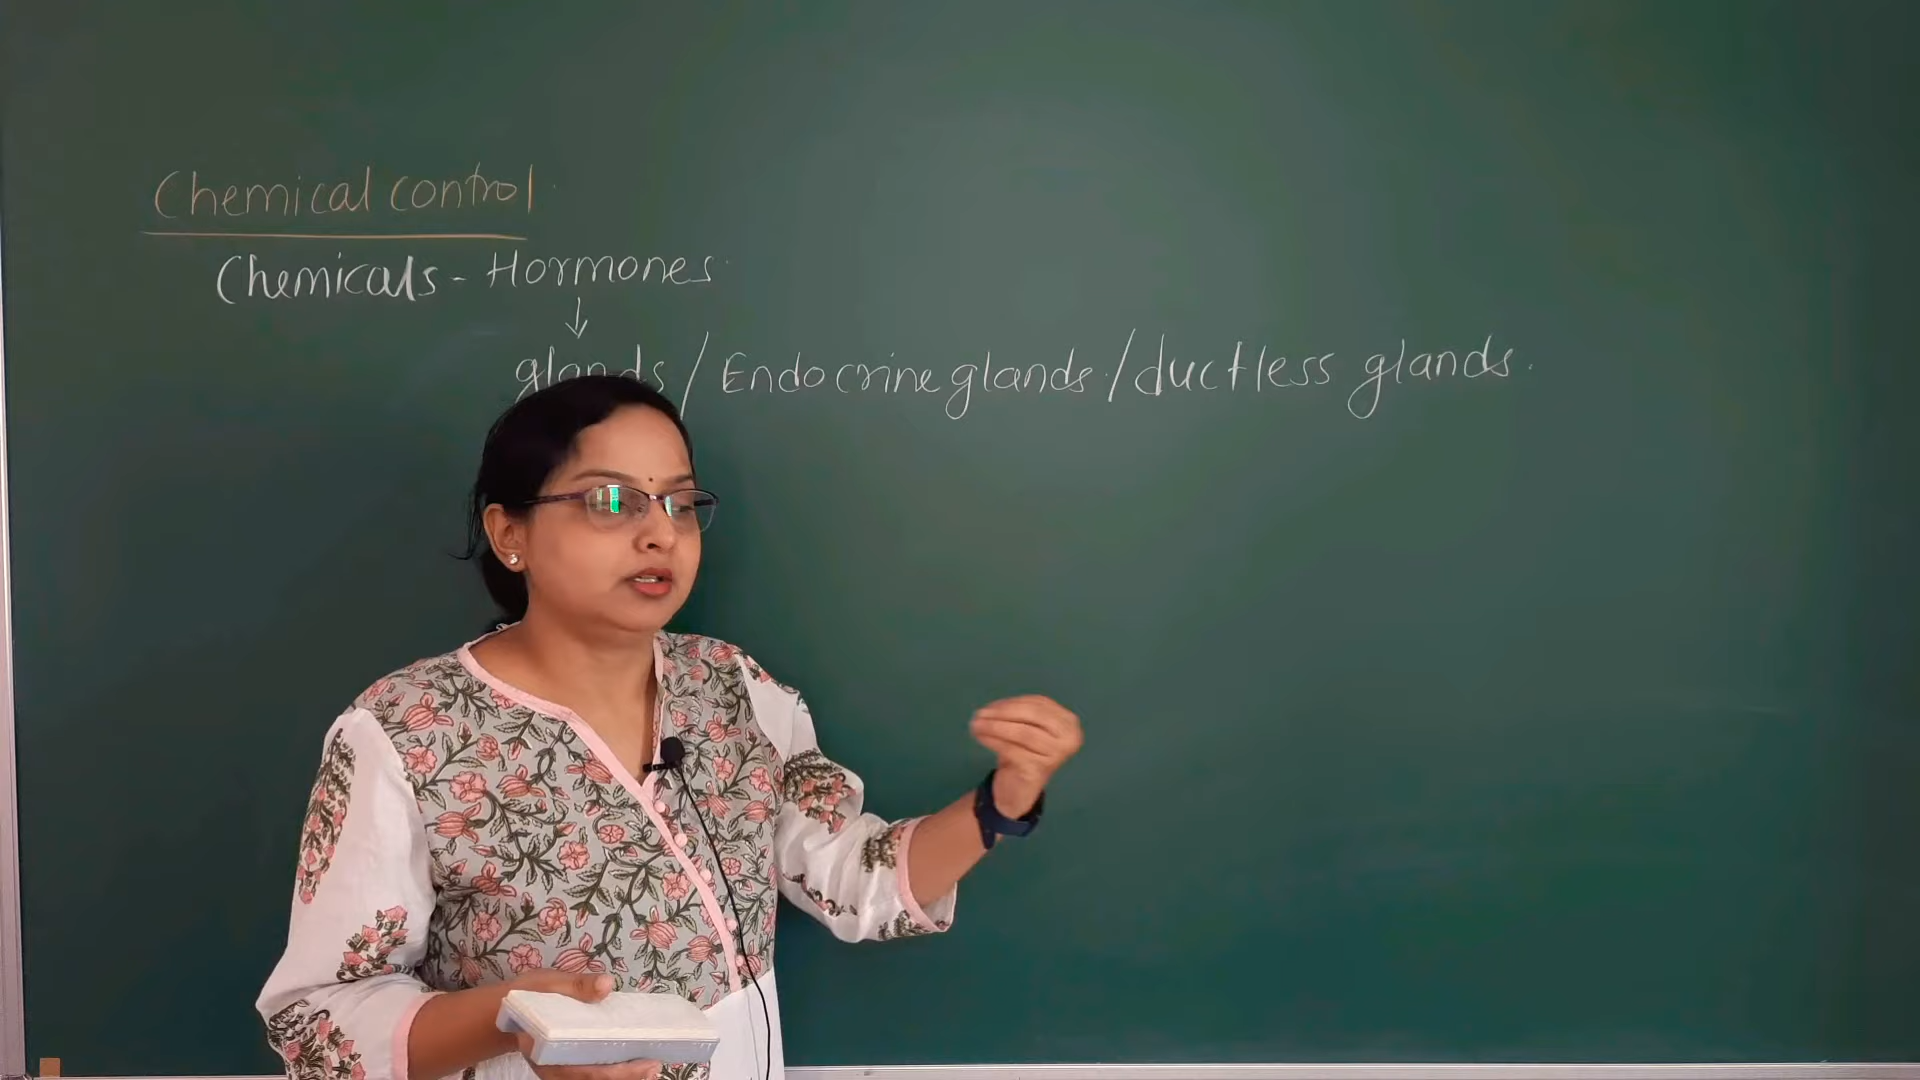 Chemical control.
Chemicals - Hormones.
↓
glands / Endocrine glands / ductless glands.